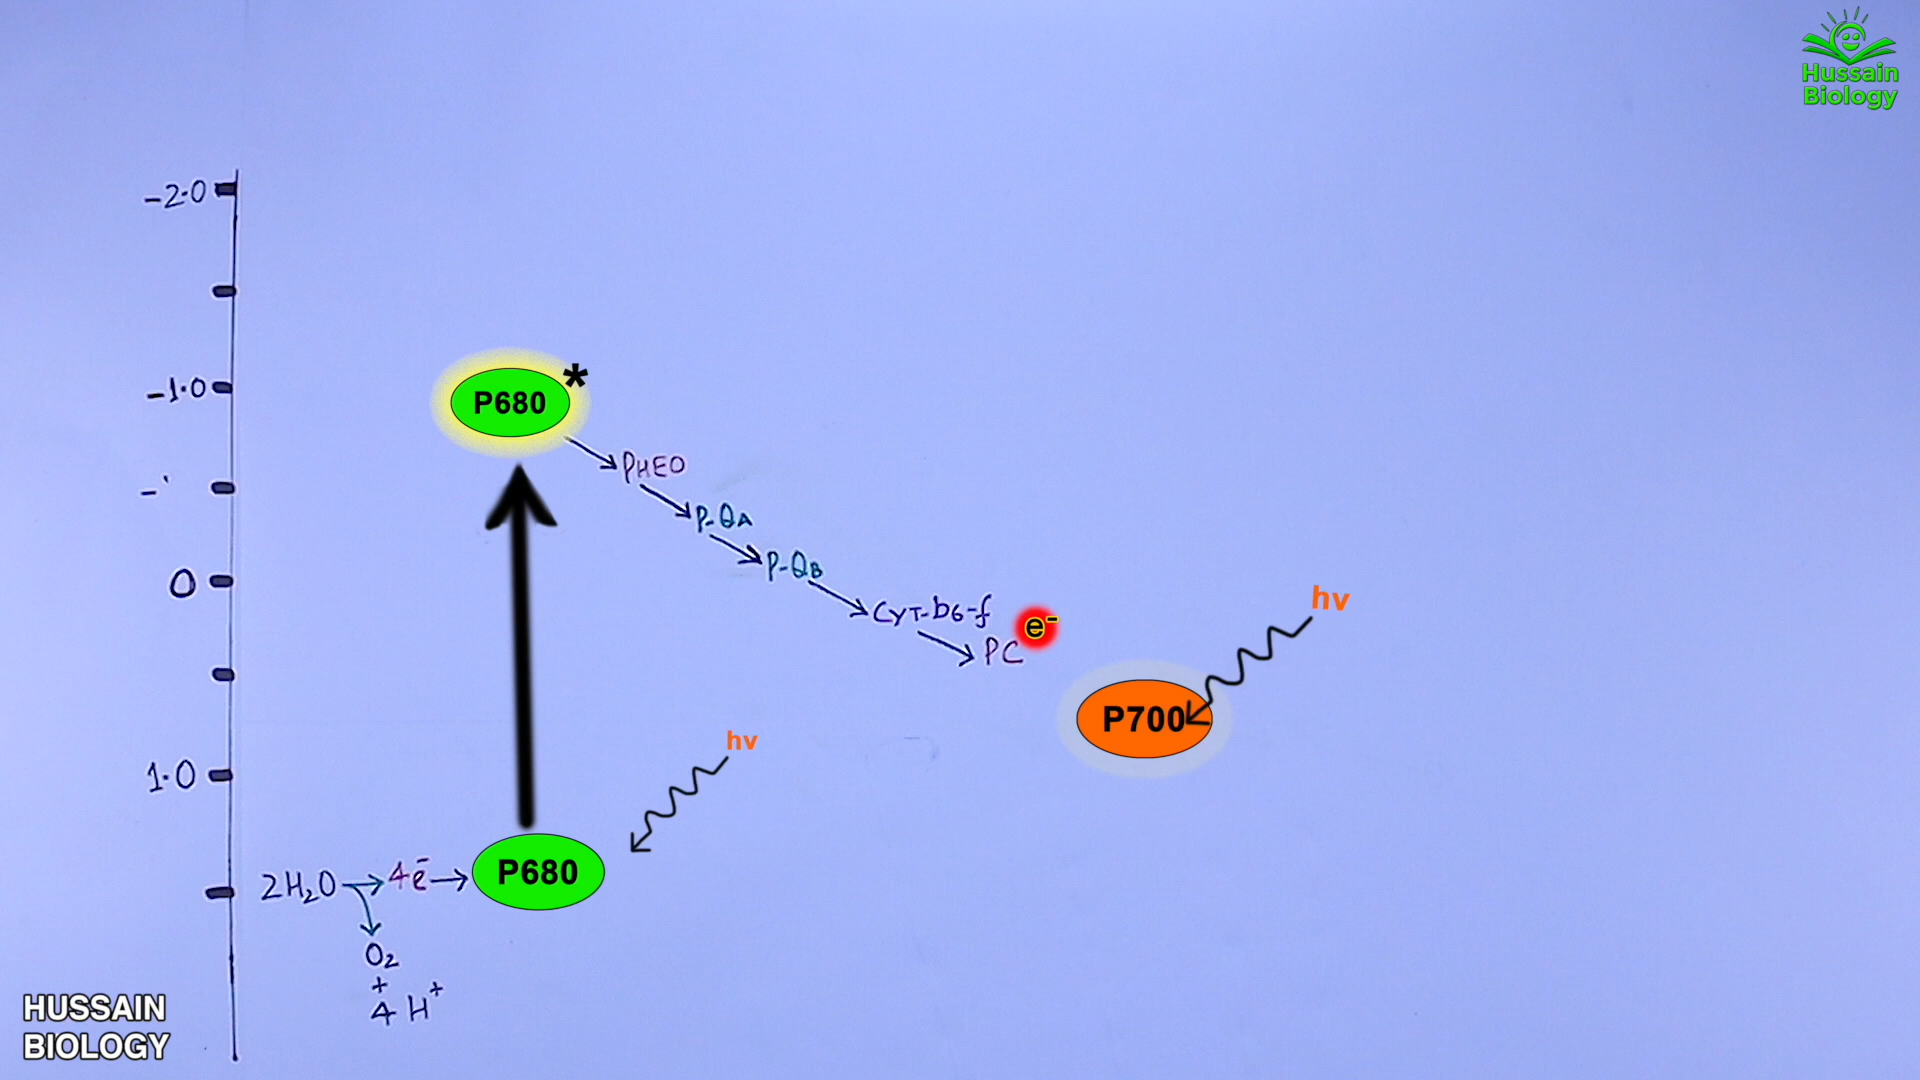 Hussain
Biology
-2.0
-1.0
-
0
1.0
P680*
PHEO
P-QA
P-QB
CYT-b6-f
PC
e-
hv
P700
hv
P680
2H2O → 4e- →
O2
+
4H+
HUSSAIN
BIOLOGY